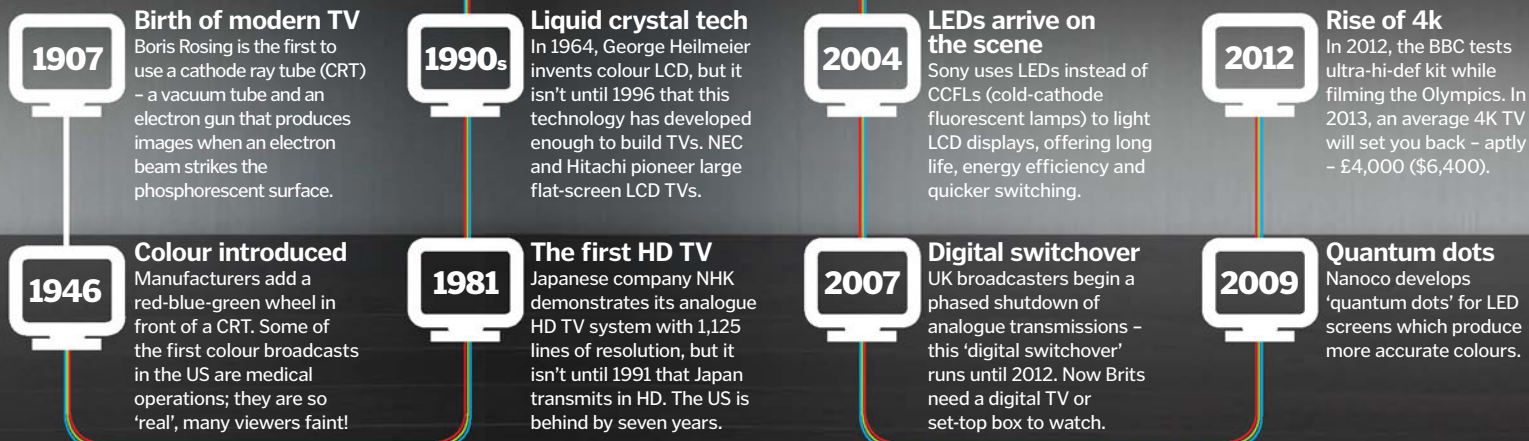 1907
Birth of modern TV
Boris Rosing is the first to
use a cathode ray tube (CRT)
– a vacuum tube and an
electron gun that produces
images when an electron
beam strikes the
phosphorescent surface.
1946
Colour introduced
Manufacturers add a
red-blue-green wheel in
front of a CRT. Some of
the first colour broadcasts
in the US are medical
operations; they are so
‘real’, many viewers faint!
1981
The first HD TV
Japanese company NHK
demonstrates its analogue
HD TV system with 1,125
lines of resolution, but it
isn’t until 1991 that Japan
transmits in HD. The US is
behind by seven years.
1990s
Liquid crystal tech
In 1964, George Heilmeier
invents colour LCD, but it
isn’t until 1996 that this
technology has developed
enough to build TVs. NEC
and Hitachi pioneer large
flat-screen LCD TVs.
2004
LEDs arrive on
the scene
Sony uses LEDs instead of
CCFLs (cold-cathode
fluorescent lamps) to light
LCD displays, offering long
life, energy efficiency and
quicker switching.
2007
Digital switchover
UK broadcasters begin a
phased shutdown of
analogue transmissions –
this ‘digital switchover’
runs until 2012. Now Brits
need a digital TV or
set-top box to watch.
2009
Quantum dots
Nanoco develops
‘quantum dots’ for LED
screens which produce
more accurate colours.
2012
Rise of 4k
In 2012, the BBC tests
ultra-hi-def kit while
filming the Olympics. In
2013, an average 4K TV
will set you back – aptly
– £4,000 ($6,400).